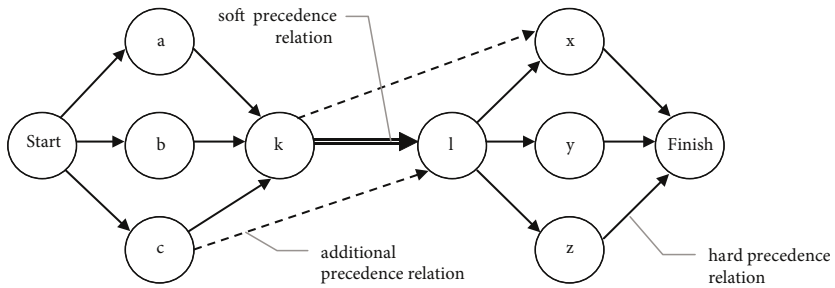 soft precedence
relation
a
x
Start
b
k
l
y
Finish
c
z
additional
precedence relation
hard precedence
relation